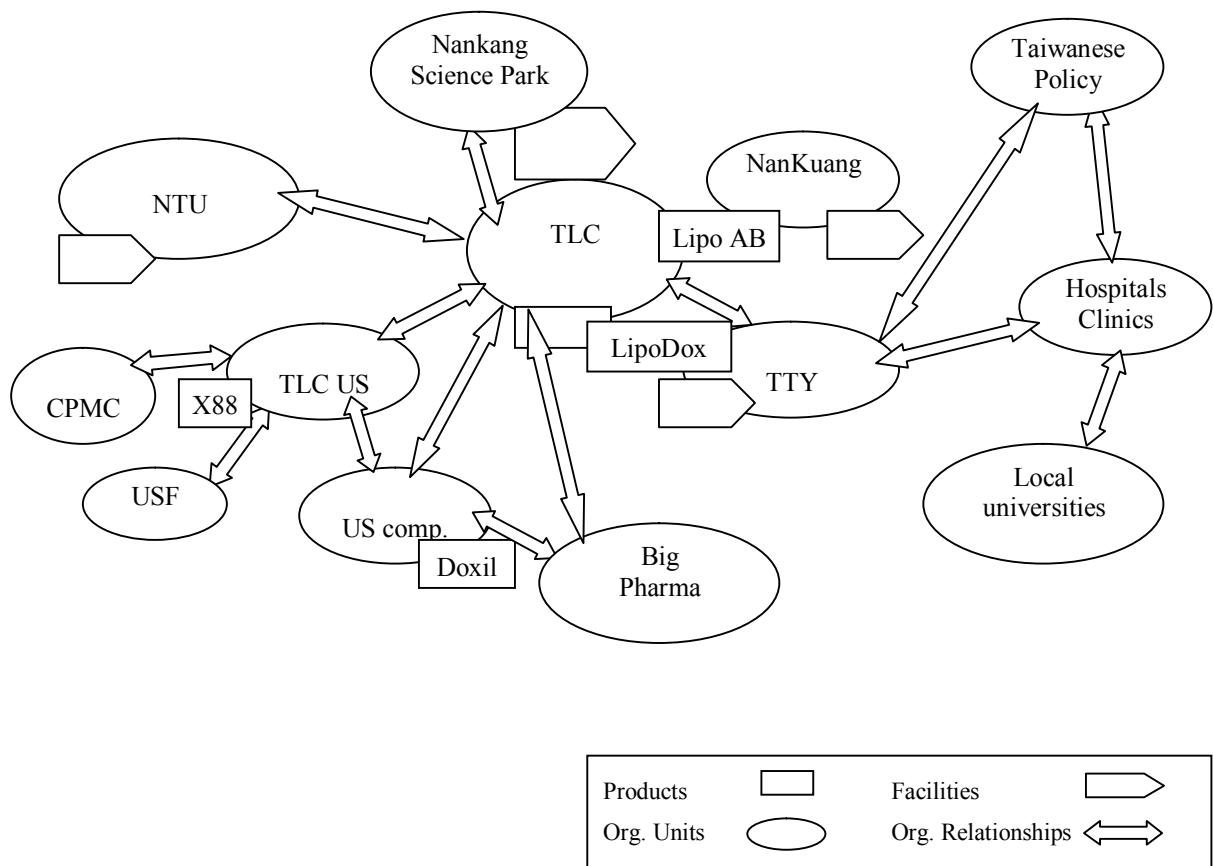 Nankang
Science Park
Taiwanese
Policy
NanKuang
NTU
TLC
Lipo AB
Hospitals
Clinics
LipoDox
TTY
TLC US
X88
CPMC
USF
US comp.
Doxil
Big
Pharma
Local
universities
Products
Facilities
Org. Units
Org. Relationships